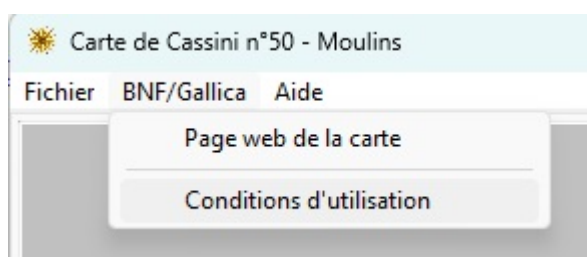 Carte de Cassini n°50 - Moulins
Fichier BNF/Gallica Aide
Page web de la carte
Conditions d'utilisation